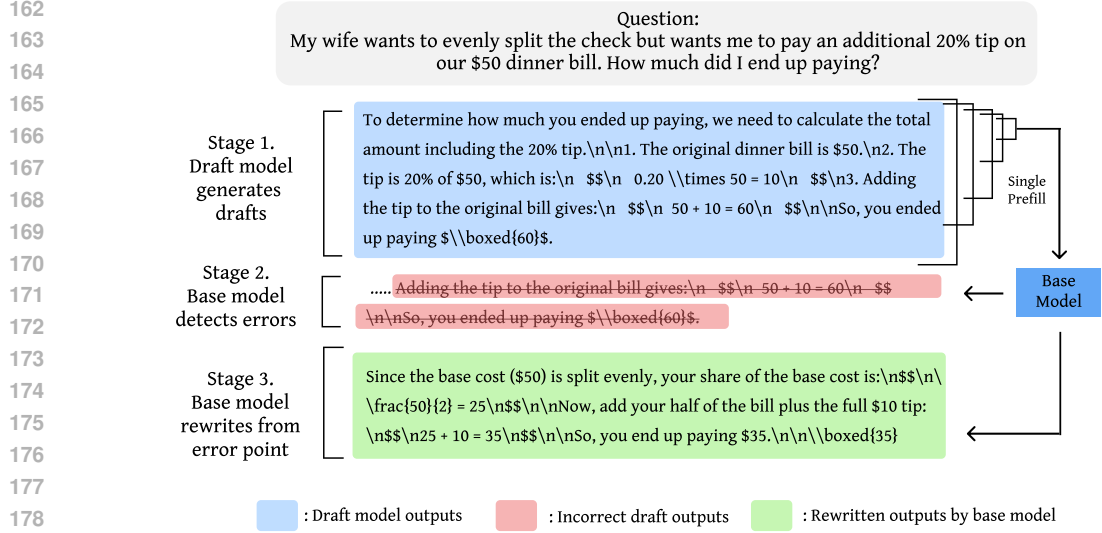 162
163
164
165
166
167
168
169
170
171
172
173
174
175
176
177
178
Question:
My wife wants to evenly split the check but wants me to pay an additional 20% tip on
our $50 dinner bill. How much did I end up paying?
Stage 1.
Draft model
generates
drafts
To determine how much you ended up paying, we need to calculate the total
amount including the 20% tip.\n\n1. The original dinner bill is $50.\n2. The
tip is 20% of $50, which is:\n   $$\n   0.20 \\times 50 = 10\n   $$\n3. Adding
the tip to the original bill gives:\n   $$\n  50 + 10 = 60\n   $$\n\nSo, you ended
up paying $\\boxed{60}$.
Single
Prefill
Base
Model
Stage 2.
Base model
detects errors
..... Adding the tip to the original bill gives:\n   $$\n  50 + 10 = 60\n   $$
\n\nSo, you ended up paying $\\boxed{60}$.
Stage 3.
Base model
rewrites from
error point
Since the base cost ($50) is split evenly, your share of the base cost is:\n$$\n\
\frac{50}{2} = 25\n$$\n\nNow, add your half of the bill plus the full $10 tip:
\n$$\n25 + 10 = 35\n$$\n\nSo, you end up paying $35.\n\n\\boxed{35}
: Draft model outputs
: Incorrect draft outputs
: Rewritten outputs by base model